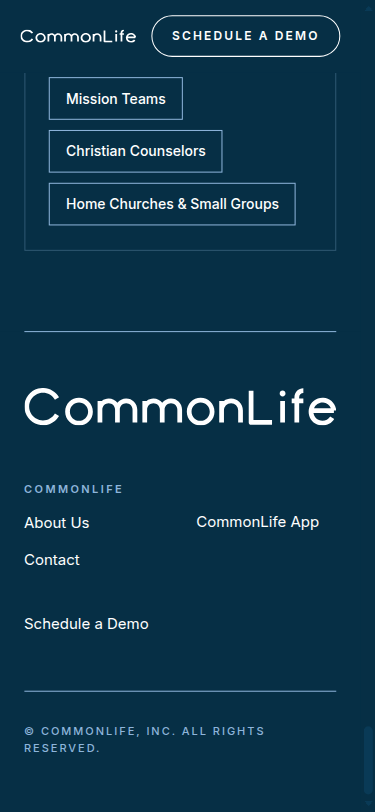 CommonLife
SCHEDULE A DEMO
Mission Teams
Christian Counselors
Home Churches & Small Groups
CommonLife
COMMONLIFE
About Us
CommonLife App
Contact
Schedule a Demo
© COMMONLIFE, INC. ALL RIGHTS
RESERVED.